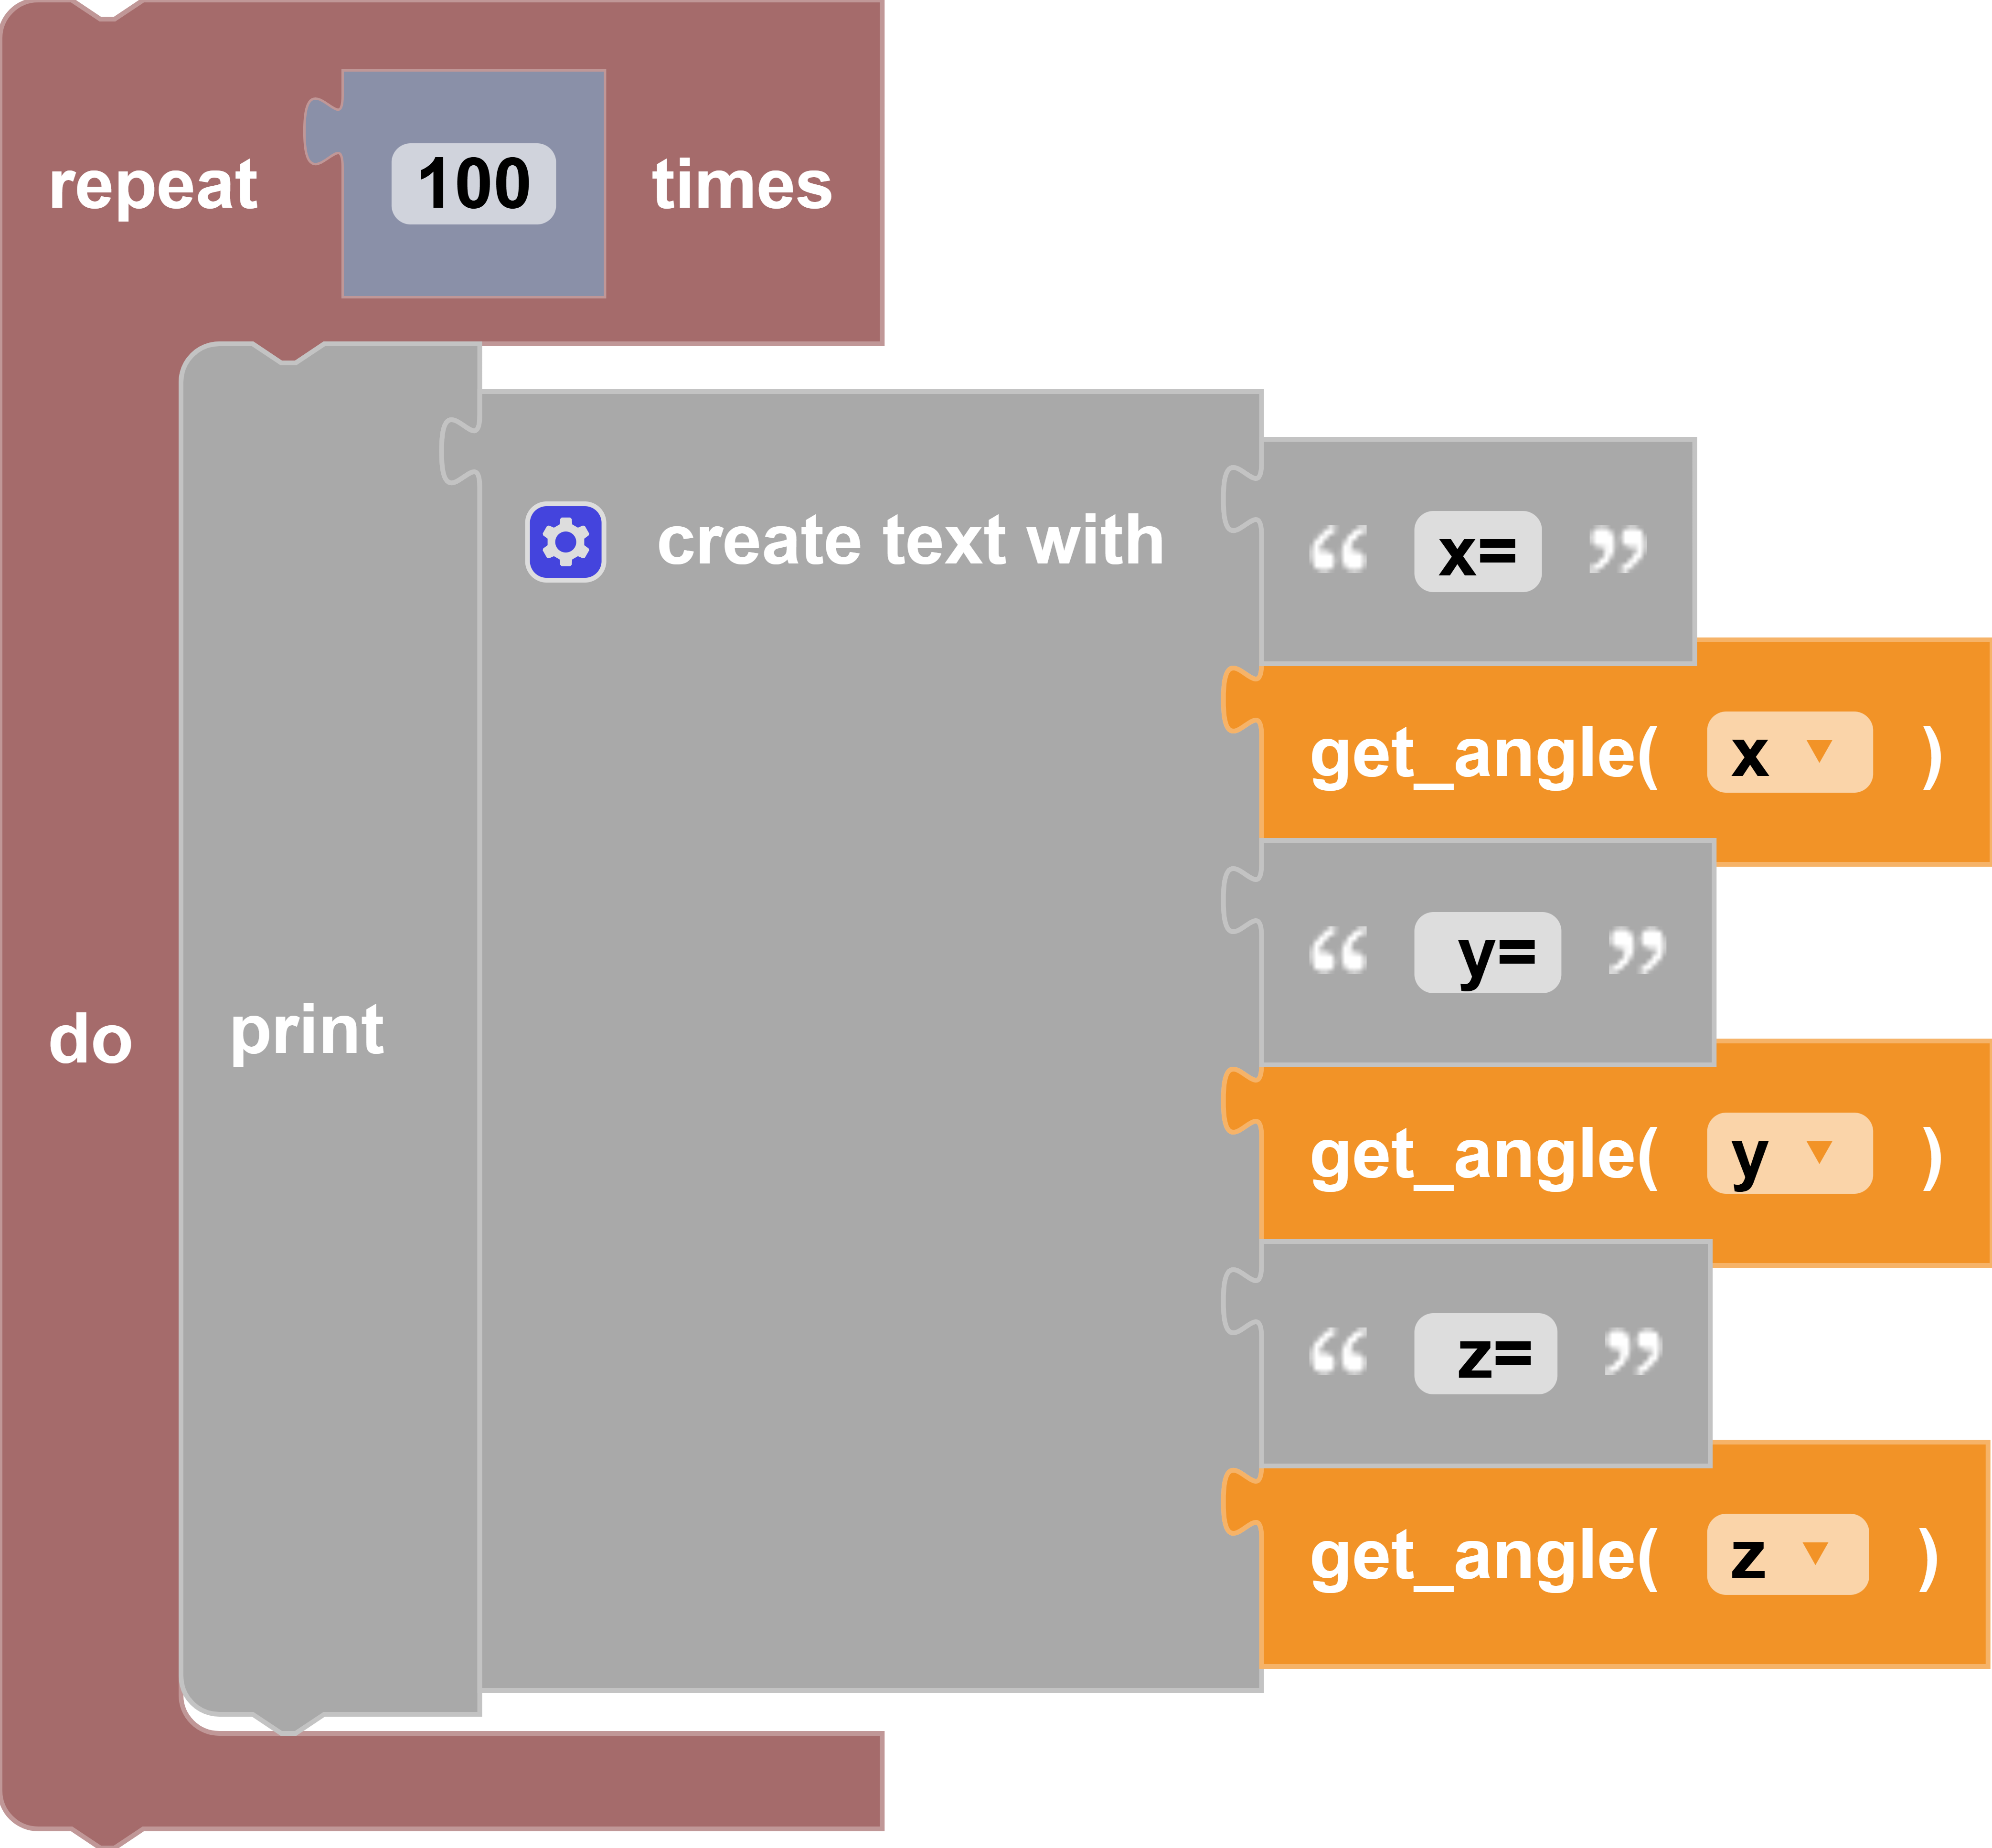 repeat 100 times
create text with “ x= ”
get_angle( x )
“ y= ”
do print
get_angle( y )
“ z= ”
get_angle( z )